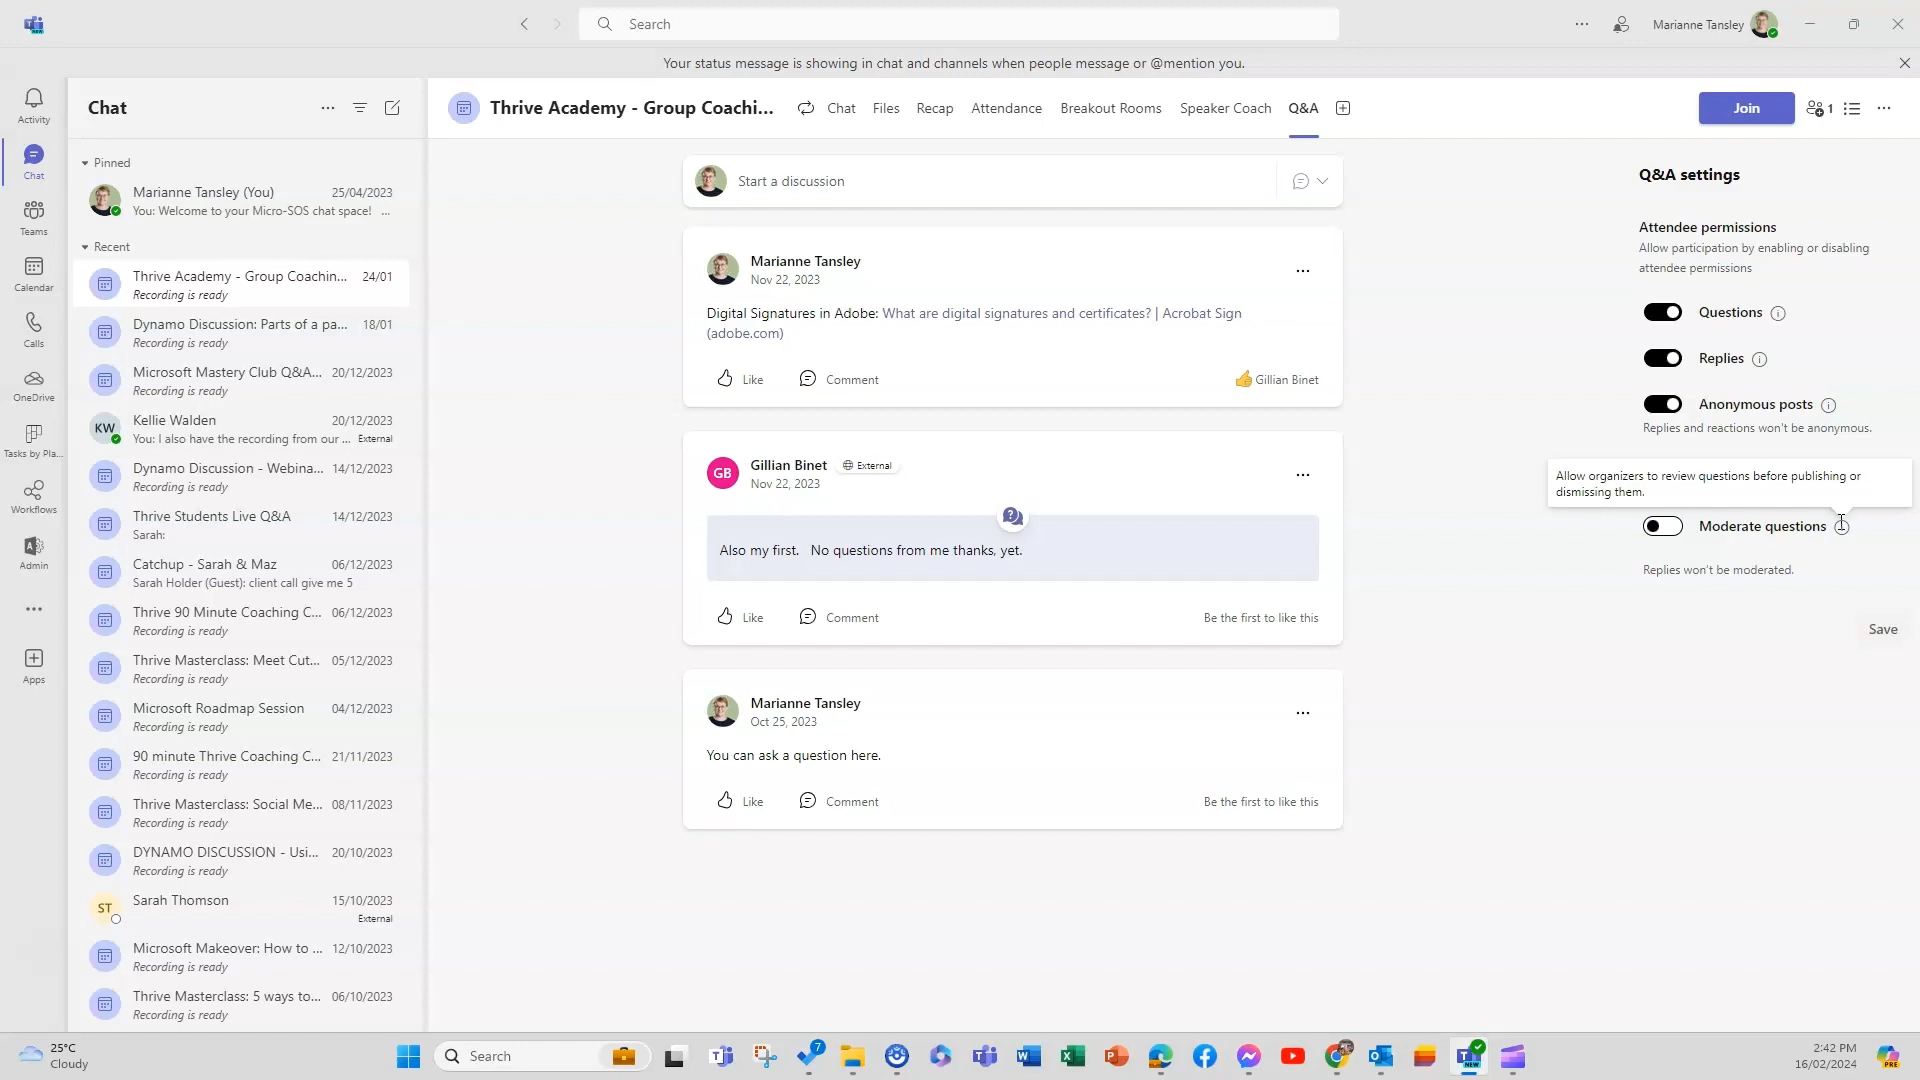 Search
Marianne Tansley
Your status message is showing in chat and channels when people message or @mention you.
Activity
Chat
Teams
Calendar
Calls
OneDrive
Tasks by Pla...
Workflows
Admin
Apps
Chat
Pinned
Marianne Tansley (You) 25/04/2023
You: Welcome to your Micro-SOS chat space! ...
Recent
Thrive Academy - Group Coachin... 24/01
Recording is ready
Dynamo Discussion: Parts of a pa... 18/01
Recording is ready
Microsoft Mastery Club Q&A... 20/12/2023
Recording is ready
KW
Kellie Walden 20/12/2023
You: I also have the recording from our ... External
Dynamo Discussion - Webina... 14/12/2023
Recording is ready
Thrive Students Live Q&A 14/12/2023
Sarah:
Catchup - Sarah & Maz 06/12/2023
Sarah Holder (Guest): client call give me 5
Thrive 90 Minute Coaching C... 06/12/2023
Recording is ready
Thrive Masterclass: Meet Cut... 05/12/2023
Recording is ready
Microsoft Roadmap Session 04/12/2023
Recording is ready
90 minute Thrive Coaching C... 21/11/2023
Recording is ready
Thrive Masterclass: Social Me... 08/11/2023
Recording is ready
DYNAMO DISCUSSION - Usi... 20/10/2023
Recording is ready
ST
Sarah Thomson 15/10/2023
External
Microsoft Makeover: How to ... 12/10/2023
Recording is ready
Thrive Masterclass: 5 ways to... 06/10/2023
Recording is ready
Thrive Academy - Group Coachi... Chat Files Recap Attendance Breakout Rooms Speaker Coach Q&A Join 1
Start a discussion
Marianne Tansley
Nov 22, 2023
Digital Signatures in Adobe: What are digital signatures and certificates? | Acrobat Sign
(adobe.com)
Like Comment Gillian Binet
GB
Gillian Binet External
Nov 22, 2023
Also my first. No questions from me thanks, yet.
Like Comment Be the first to like this
Marianne Tansley
Oct 25, 2023
You can ask a question here.
Like Comment Be the first to like this
Q&A settings
Attendee permissions
Allow participation by enabling or disabling
attendee permissions
Questions
Replies
Anonymous posts
Replies and reactions won't be anonymous.
Allow organizers to review questions before publishing or
dismissing them.
Moderate questions
Replies won't be moderated.
Save
25°C
Cloudy
Search
7
2:42 PM
16/02/2024
PRE